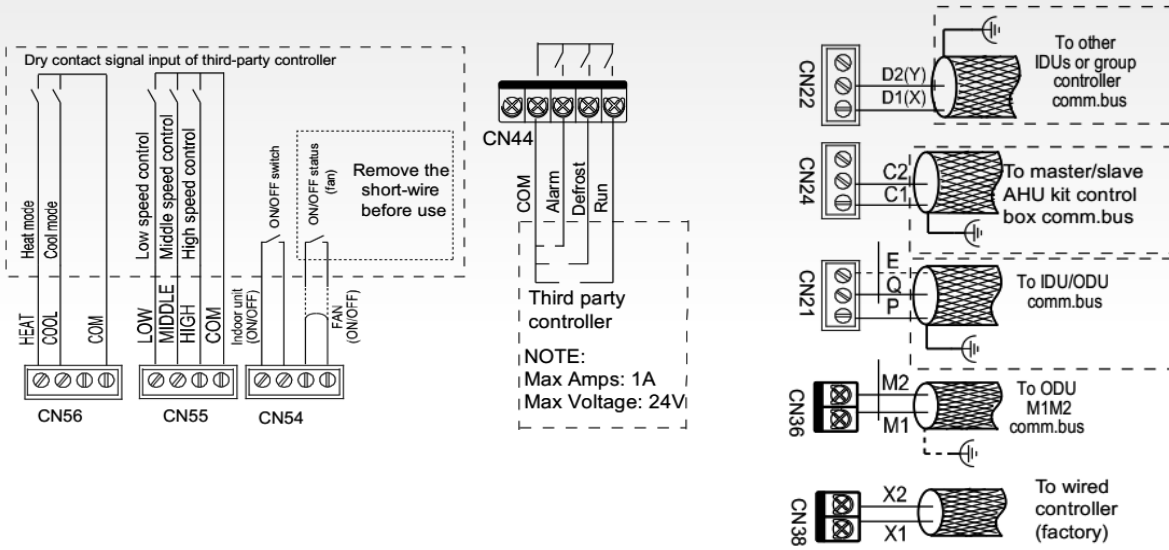 Dry contact signal input of third-party controller
Heat mode
Cool mode
Low speed control
Middle speed control
High speed control
ON/OFF switch
ON/OFF status
(fan)
Remove the
short-wire
before use
HEAT
COOL
COM
LOW
MIDDLE
HIGH
COM
Indoor unit
(ON/OFF)
FAN
(ON/OFF)
CN56
CN55
CN54
CN44
COM
Alarm
Defrost
Run
Third party
controller
NOTE:
Max Amps: 1A
Max Voltage: 24V
CN22
D2(Y)
D1(X)
To other
IDUs or group
controller
comm.bus
CN24
C2
C1
To master/slave
AHU kit control
box comm.bus
CN21
E
Q
P
To IDU/ODU
comm.bus
CN36
M2
M1
To ODU
M1M2
comm.bus
CN38
X2
X1
To wired
controller
(factory)